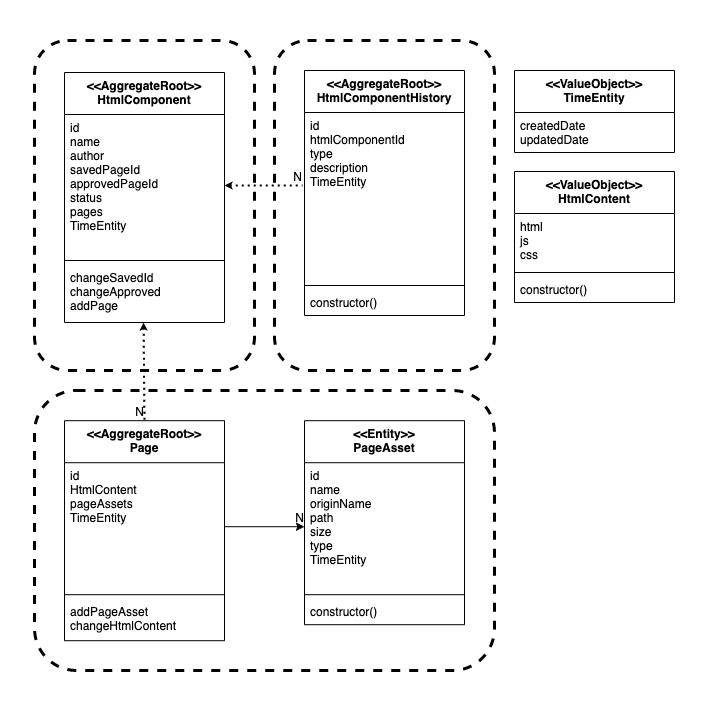 <<AggregateRoot>>
HtmlComponent
id
name
author
savedPageId
approvedPageId
status
pages
TimeEntity
changeSavedId
changeApproved
addPage
<<AggregateRoot>>
HtmlComponentHistory
id
htmlComponentId
type
description
TimeEntity
constructor()
N
<<ValueObject>>
TimeEntity
createdDate
updatedDate
<<ValueObject>>
HtmlContent
html
js
css
constructor()
N
<<AggregateRoot>>
Page
id
HtmlContent
pageAssets
TimeEntity
addPageAsset
changeHtmlContent
N
<<Entity>>
PageAsset
id
name
originName
path
size
type
TimeEntity
constructor()